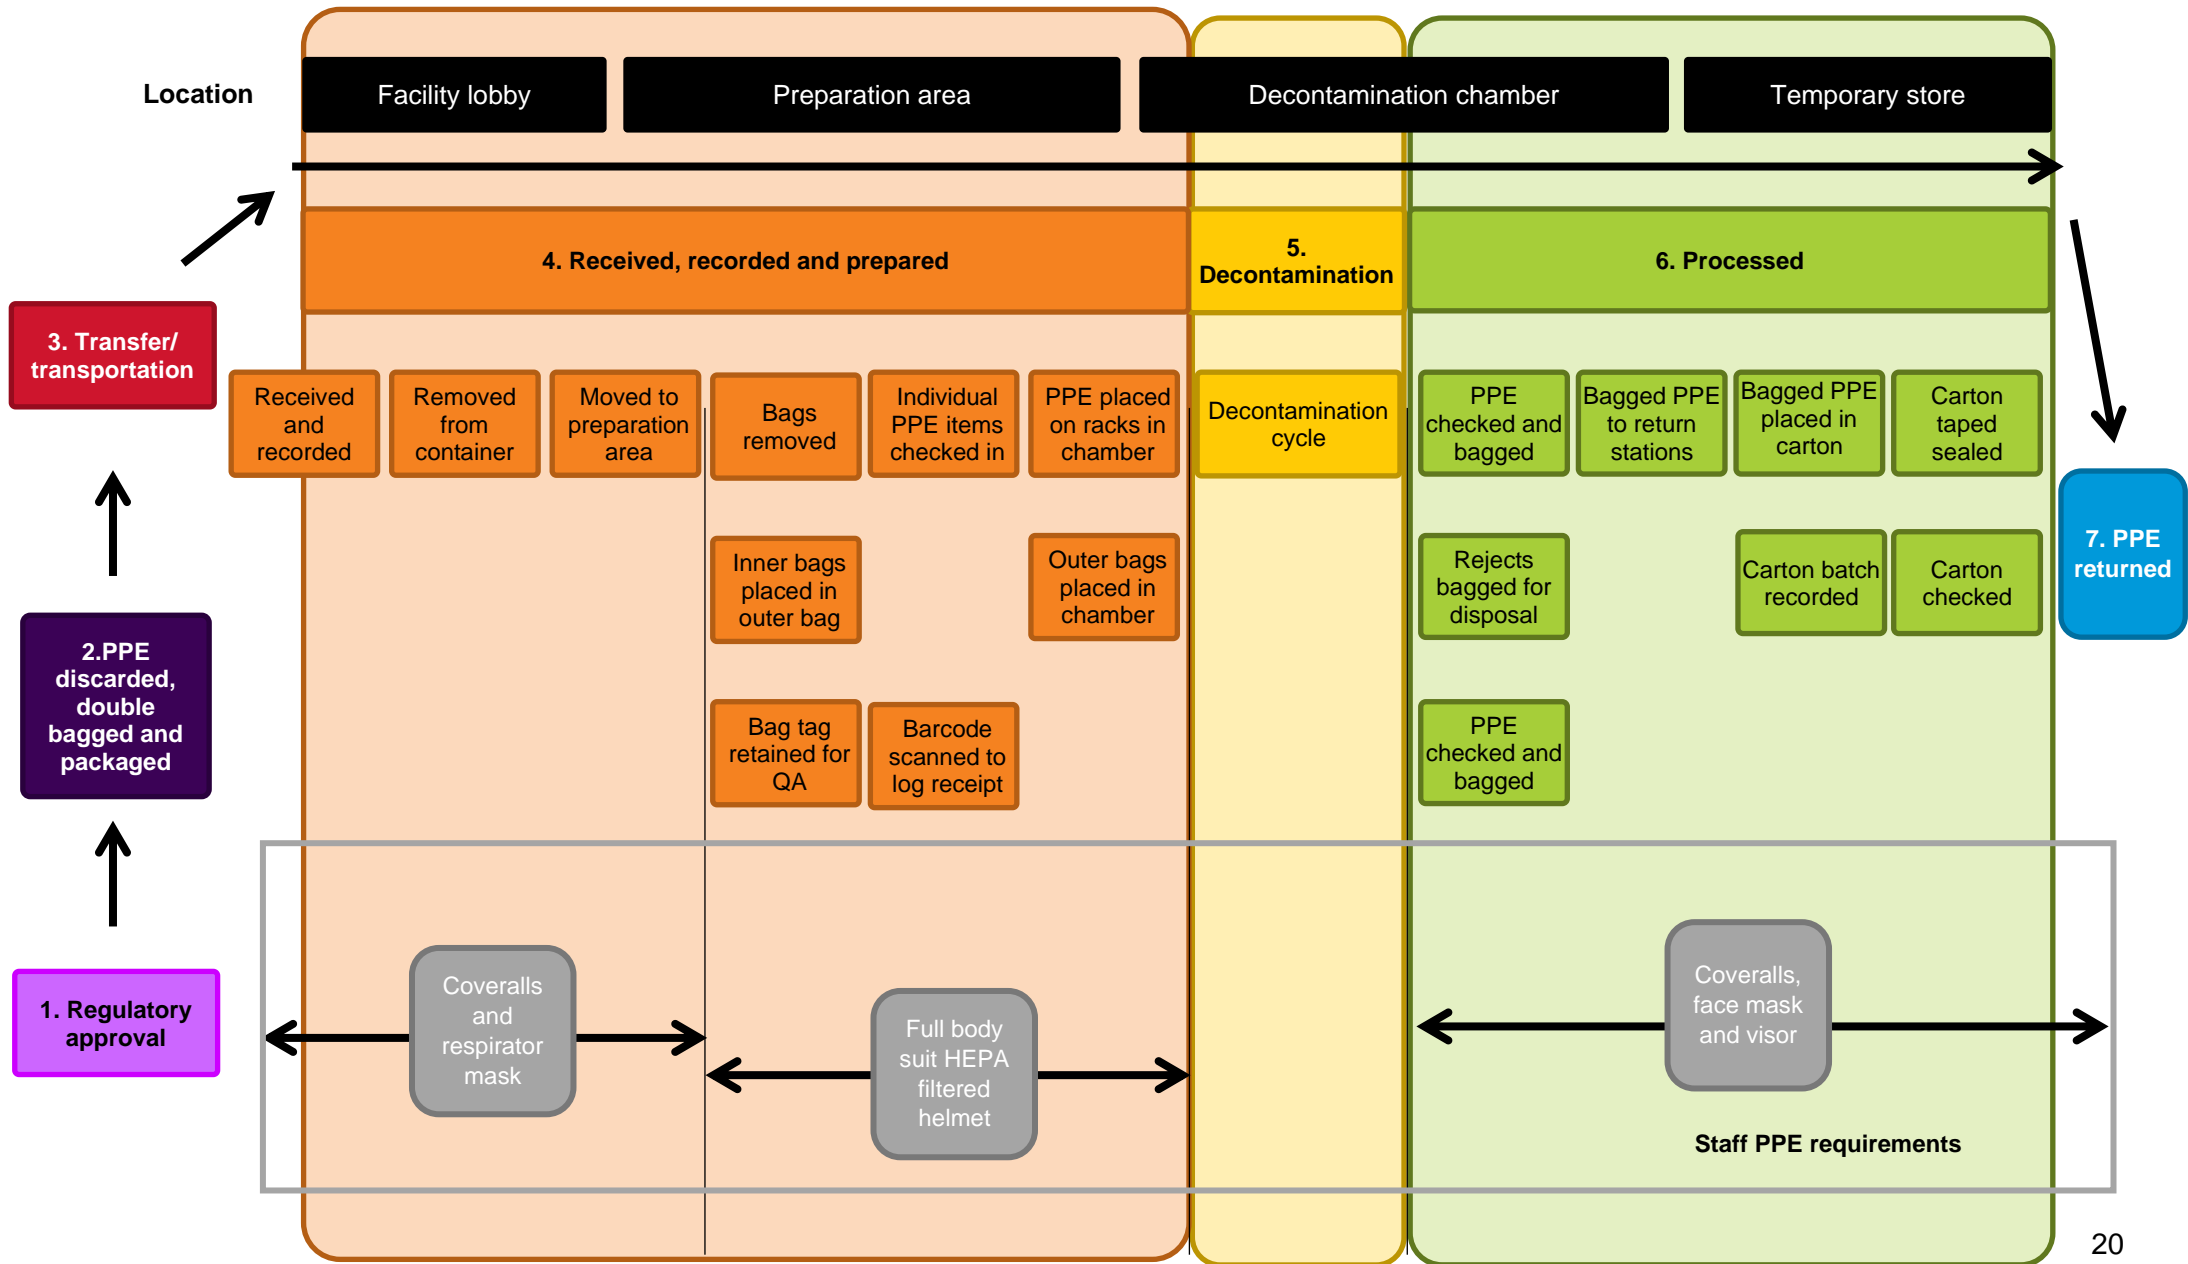 Location
Facility lobby
Preparation area
Decontamination chamber
Temporary store
4. Received, recorded and prepared
5.
Decontamination
6. Processed
3. Transfer/
transportation
Received
and
recorded
Removed
from
container
Moved to
preparation
area
Bags
removed
Individual
PPE items
checked in
PPE placed
on racks in
chamber
Decontamination
cycle
PPE
checked and
bagged
Bagged PPE
to return
stations
Bagged PPE
placed in
carton
Carton
taped
sealed
Inner bags
placed in
outer bag
Outer bags
placed in
chamber
Rejects
bagged for
disposal
Carton batch
recorded
Carton
checked
7. PPE
returned
2.PPE
discarded,
double
bagged and
packaged
Bag tag
retained for
QA
Barcode
scanned to
log receipt
PPE
checked and
bagged
1. Regulatory
approval
Coveralls
and
respirator
mask
Full body
suit HEPA
filtered
helmet
Coveralls,
face mask
and visor
Staff PPE requirements
20